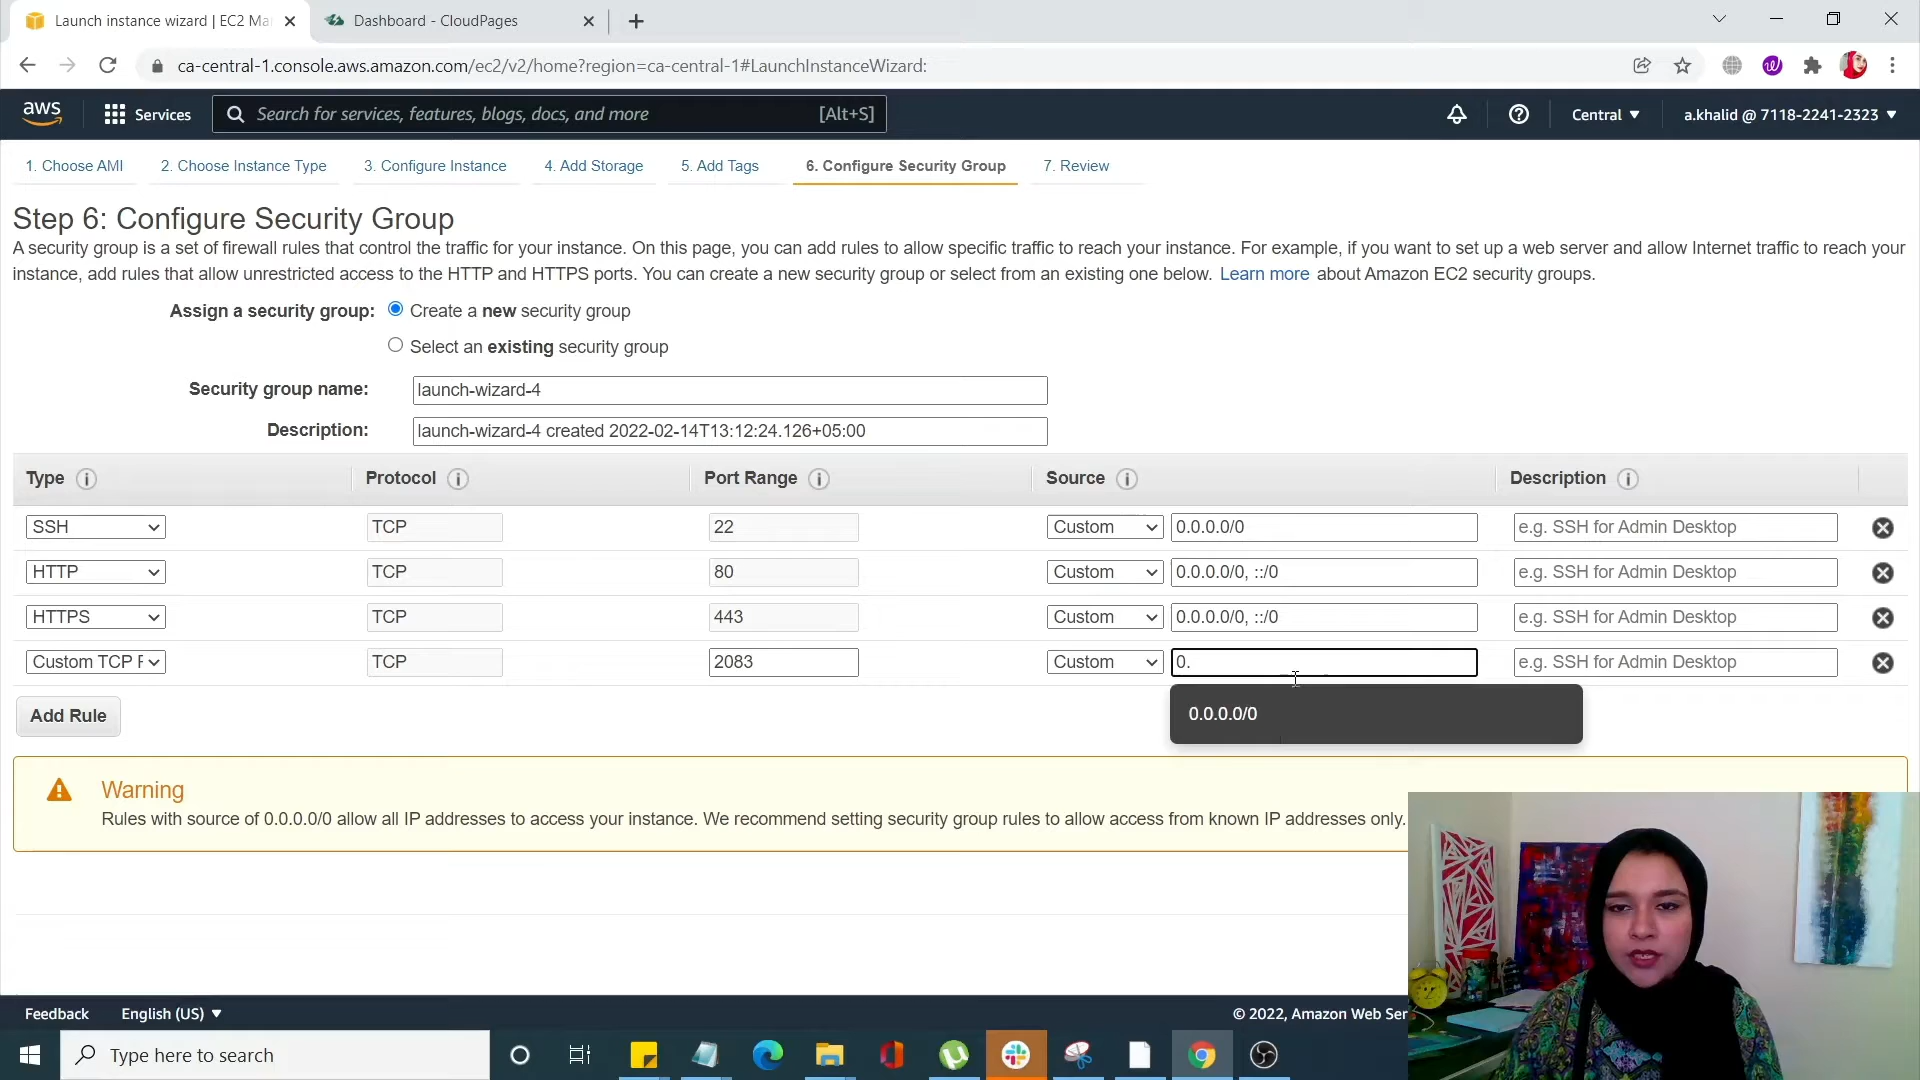 Launch instance wizard | EC2 Ma
Dashboard - CloudPages
ca-central-1.console.aws.amazon.com/ec2/v2/home?region=ca-central-1#LaunchInstanceWizard:
aws
Services
Search for services, features, blogs, docs, and more
[Alt+S]
Central
a.khalid @ 7118-2241-2323
1. Choose AMI
2. Choose Instance Type
3. Configure Instance
4. Add Storage
5. Add Tags
6. Configure Security Group
7. Review
Step 6: Configure Security Group
A security group is a set of firewall rules that control the traffic for your instance. On this page, you can add rules to allow specific traffic to reach your instance. For example, if you want to set up a web server and allow Internet traffic to reach your
instance, add rules that allow unrestricted access to the HTTP and HTTPS ports. You can create a new security group or select from an existing one below. Learn more about Amazon EC2 security groups.
Assign a security group:
Create a new security group
Select an existing security group
Security group name:
launch-wizard-4
Description:
launch-wizard-4 created 2022-02-14T13:12:24.126+05:00
Type
Protocol
Port Range
Source
Description
SSH
TCP
22
Custom
0.0.0.0/0
e.g. SSH for Admin Desktop
HTTP
TCP
80
Custom
0.0.0.0/0, ::/0
e.g. SSH for Admin Desktop
HTTPS
TCP
443
Custom
0.0.0.0/0, ::/0
e.g. SSH for Admin Desktop
Custom TCP F
TCP
2083
Custom
0.
e.g. SSH for Admin Desktop
0.0.0.0/0
Add Rule
Warning
Rules with source of 0.0.0.0/0 allow all IP addresses to access your instance. We recommend setting security group rules to allow access from known IP addresses only.
Feedback
English (US)
© 2022, Amazon Web Ser
Type here to search